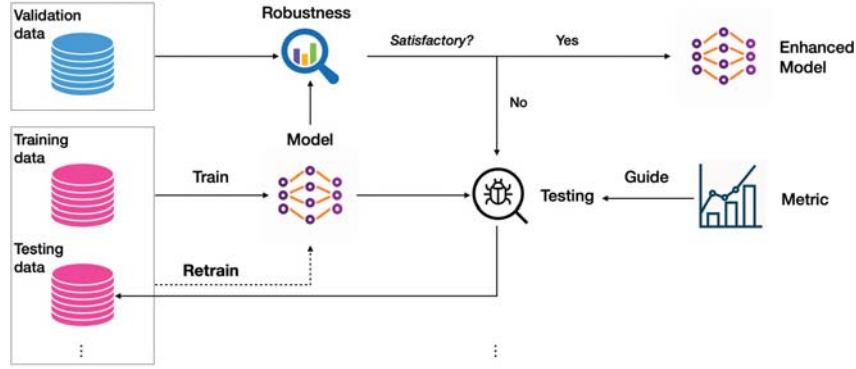 Validation
data
Robustness
Satisfactory?
Yes
Enhanced
Model
No
Training
data
Model
Train
Testing
Guide
Metric
Testing
data
Retrain